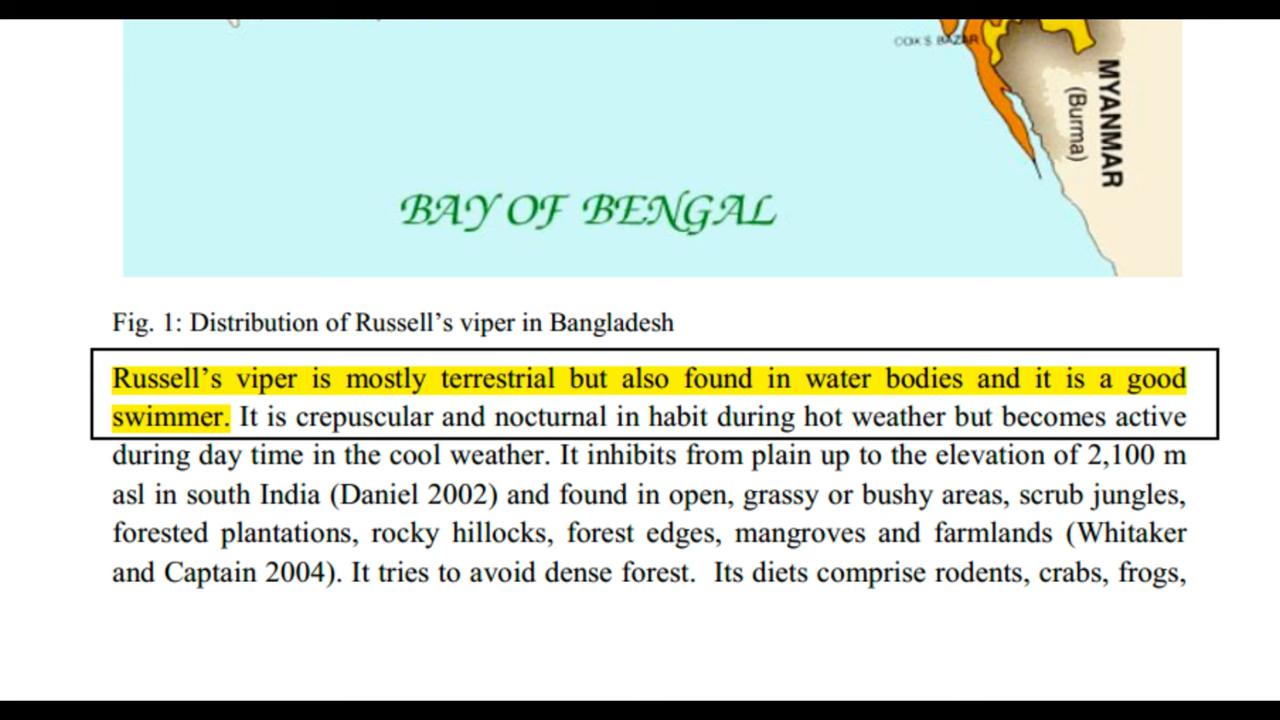 COX'S BAZAR
MYANMAR
(Burma)
BAY OF BENGAL
Fig. 1: Distribution of Russell’s viper in Bangladesh
Russell’s viper is mostly terrestrial but also found in water bodies and it is a good
swimmer. It is crepuscular and nocturnal in habit during hot weather but becomes active
during day time in the cool weather. It inhibits from plain up to the elevation of 2,100 m
asl in south India (Daniel 2002) and found in open, grassy or bushy areas, scrub jungles,
forested plantations, rocky hillocks, forest edges, mangroves and farmlands (Whitaker
and Captain 2004). It tries to avoid dense forest. Its diets comprise rodents, crabs, frogs,